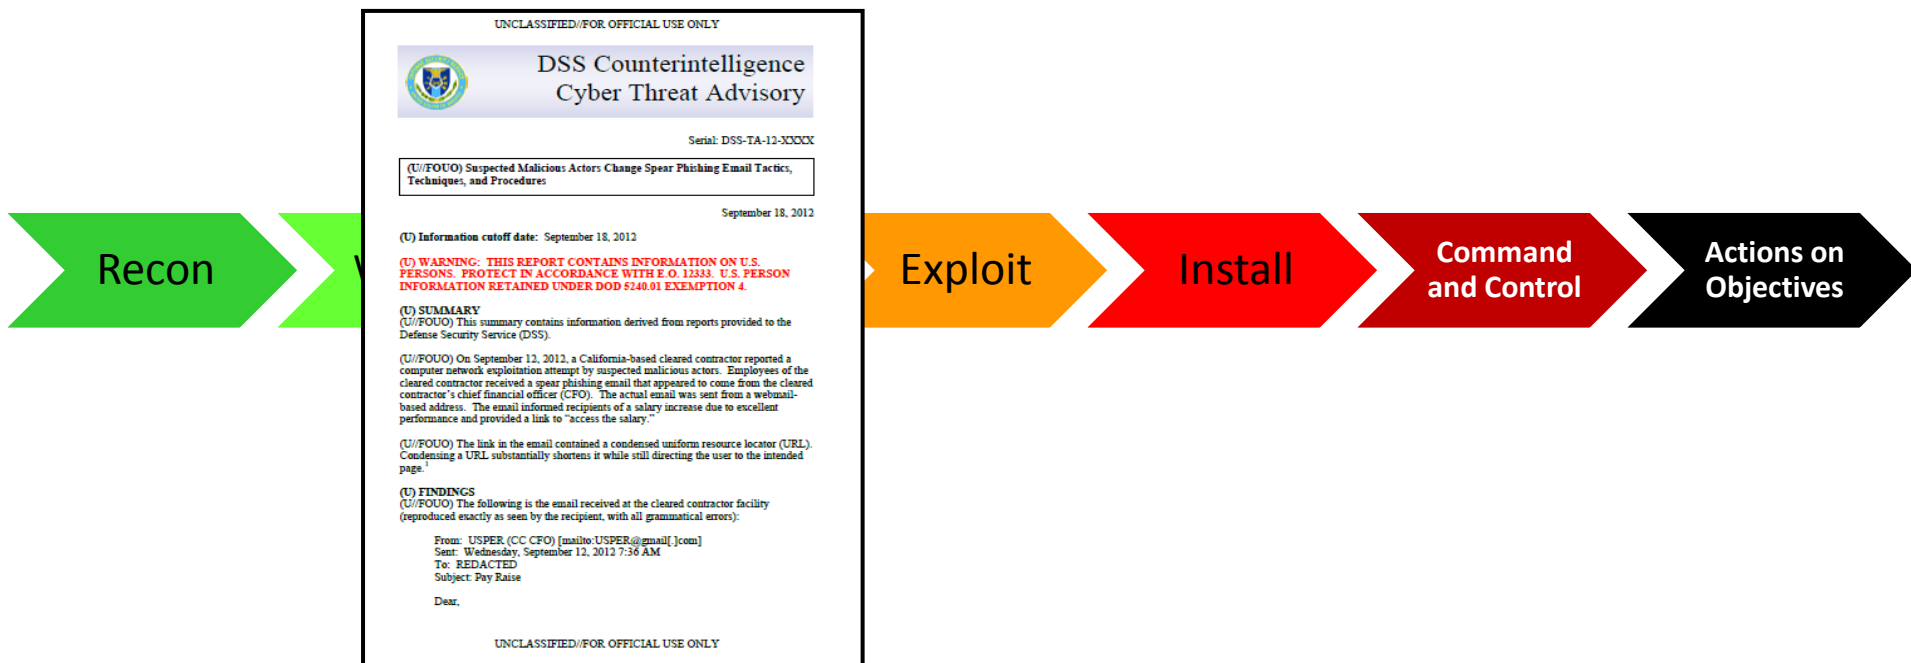 UNCLASSIFIED//FOR OFFICIAL USE ONLY
DSS Counterintelligence
Cyber Threat Advisory
Serial: DSS-TA-12-XXXX
(U//FOUO) Suspected Malicious Actors Change Spear Phishing Email Tactics,
Techniques, and Procedures
September 18, 2012
(U) Information cutoff date: September 18, 2012
(U) WARNING: THIS REPORT CONTAINS INFORMATION ON U.S.
PERSONS. PROTECT IN ACCORDANCE WITH E.O. 12333. U.S. PERSON
INFORMATION RETAINED UNDER DOD 5240.01 EXEMPTION 4.
(U) SUMMARY
(U//FOUO) This summary contains information derived from reports provided to the
Defense Security Service (DSS).
(U//FOUO) On September 12, 2012, a California-based cleared contractor reported a
computer network exploitation attempt by suspected malicious actors. Employees of the
cleared contractor received a spear phishing email that appeared to come from the cleared
contractor's chief financial officer (CFO). The actual email was sent from a webmail-
based address. The email informed recipients of a salary increase due to excellent
performance and provided a link to "access the salary."
(U//FOUO) The link in the email contained a condensed uniform resource locator (URL).
Condensing a URL substantially shortens it while still directing the user to the intended
page.1
(U) FINDINGS
(U//FOUO) The following is the email received at the cleared contractor facility
(reproduced exactly as seen by the recipient, with all grammatical errors):
From: USPER (CC CFO) [mailto:USPER@gmail[.]com]
Sent: Wednesday, September 12, 2012 7:36 AM
To: REDACTED
Subject: Pay Raise
Dear,
UNCLASSIFIED//FOR OFFICIAL USE ONLY
Recon
Exploit
Install
Command
and Control
Actions on
Objectives